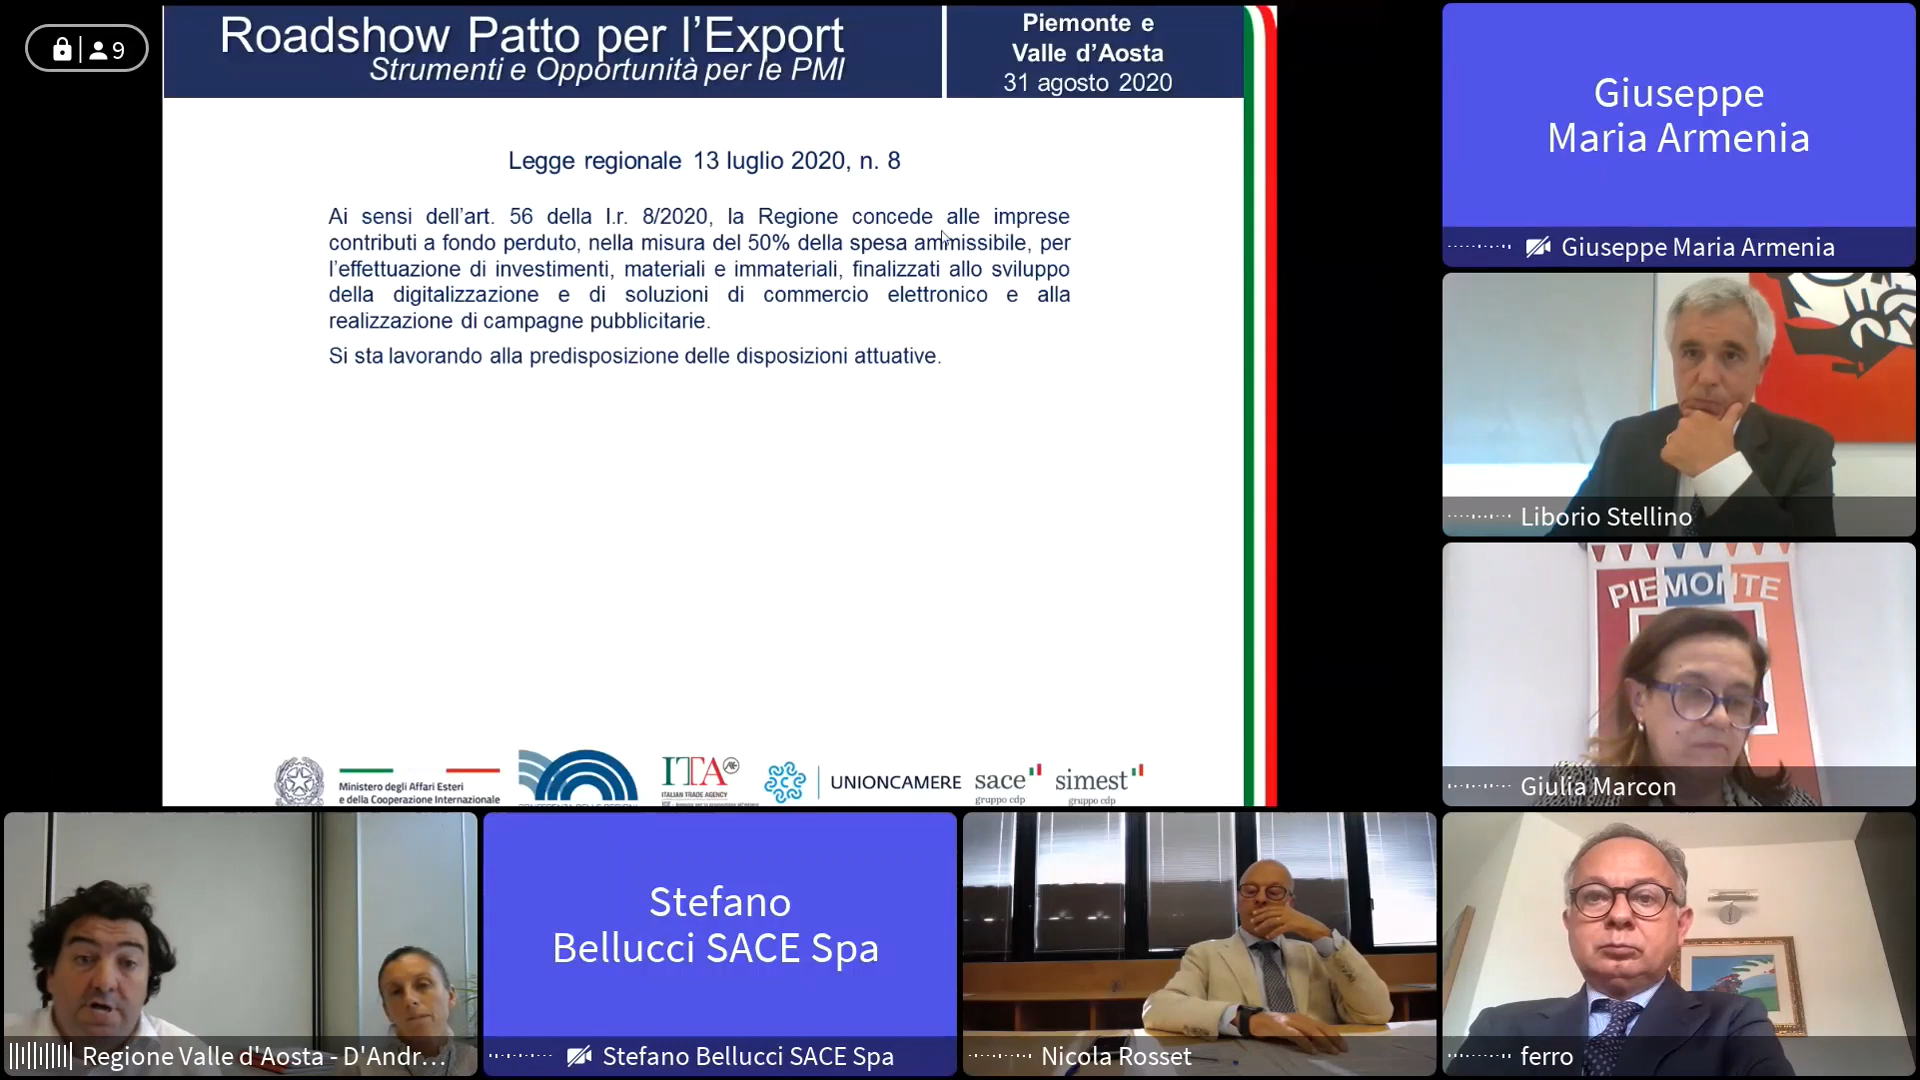 9
Roadshow Patto per l'Export
Strumenti e Opportunità per le PMI
Piemonte e
Valle d'Aosta
31 agosto 2020
Legge regionale 13 luglio 2020, n. 8
Ai sensi dell'art. 56 della l.r. 8/2020, la Regione concede alle imprese
contributi a fondo perduto, nella misura del 50% della spesa ammissibile, per
l'effettuazione di investimenti, materiali e immateriali, finalizzati allo sviluppo
della digitalizzazione e di soluzioni di commercio elettronico e alla
realizzazione di campagne pubblicitarie.
Si sta lavorando alla predisposizione delle disposizioni attuative.
Ministero degli Affari Esteri
e della Cooperazione Internazionale
ITA
ITALIAN TRADE AGENCY
UNIONCAMERE
sace
gruppo cdp
simest
gruppo cdp
Giuseppe
Maria Armenia
Giuseppe Maria Armenia
Liborio Stellino
PIEMONTE
Giulia Marcon
Regione Valle d'Aosta - D'Andr...
Stefano
Bellucci SACE Spa
Stefano Bellucci SACE Spa
Nicola Rosset
ferro